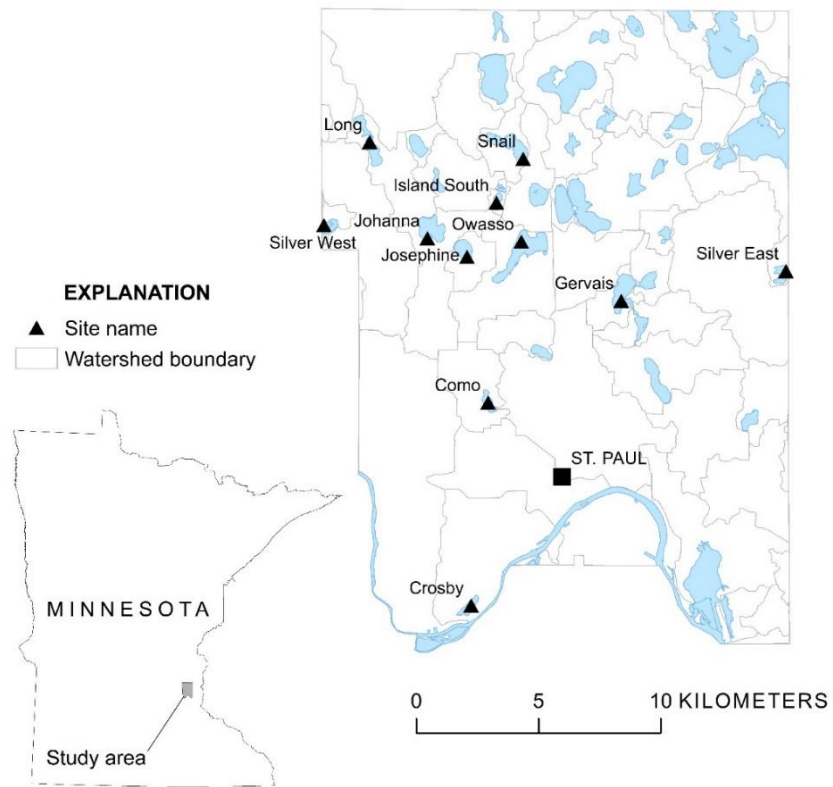 Long
Snail
Island South
Johanna
Owasso
Silver West
Josephine
Silver East
Gervais
EXPLANATION
Site name
Watershed boundary
Como
ST. PAUL
Crosby
MINNESOTA
Study area
0 5 10 KILOMETERS